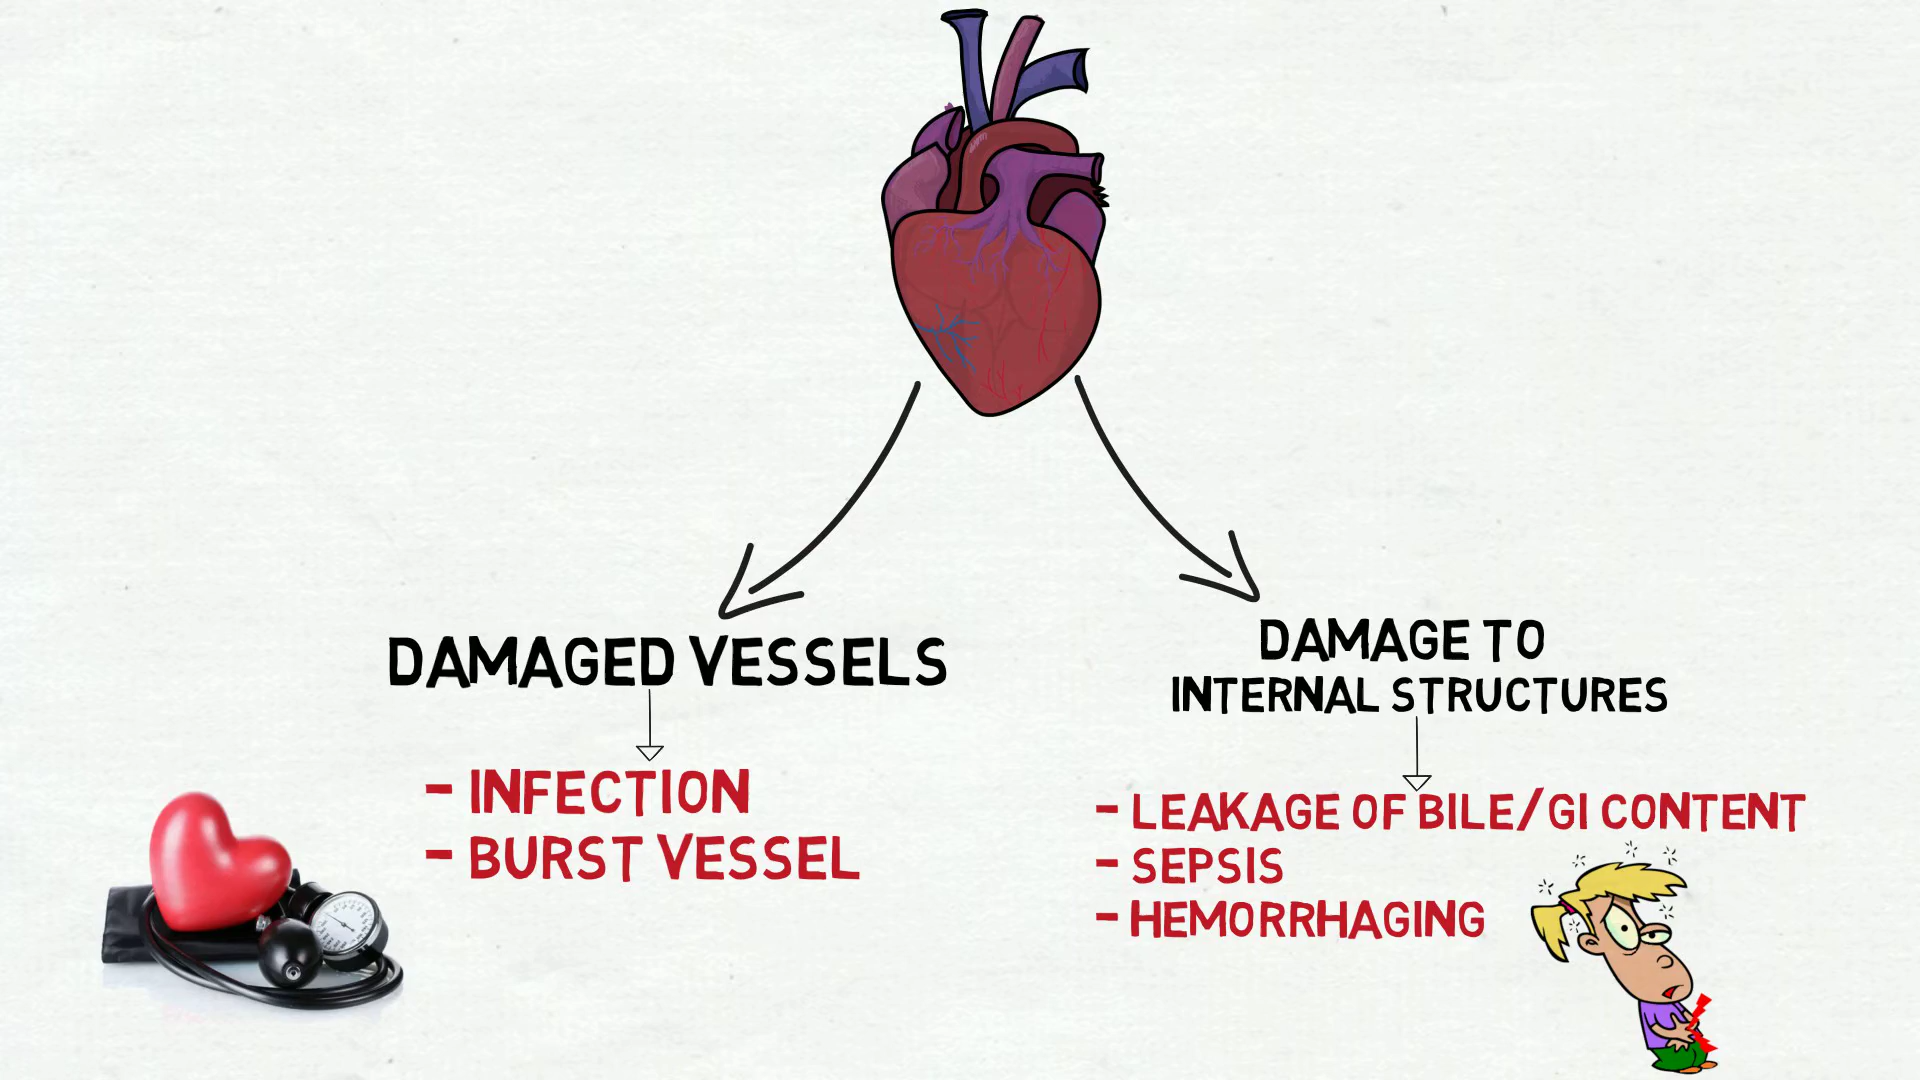 DAMAGED VESSELS
- INFECTION
- BURST VESSEL
DAMAGE TO
INTERNAL STRUCTURES
- LEAKAGE OF BILE/GI CONTENT
- SEPSIS
- HEMORRHAGING